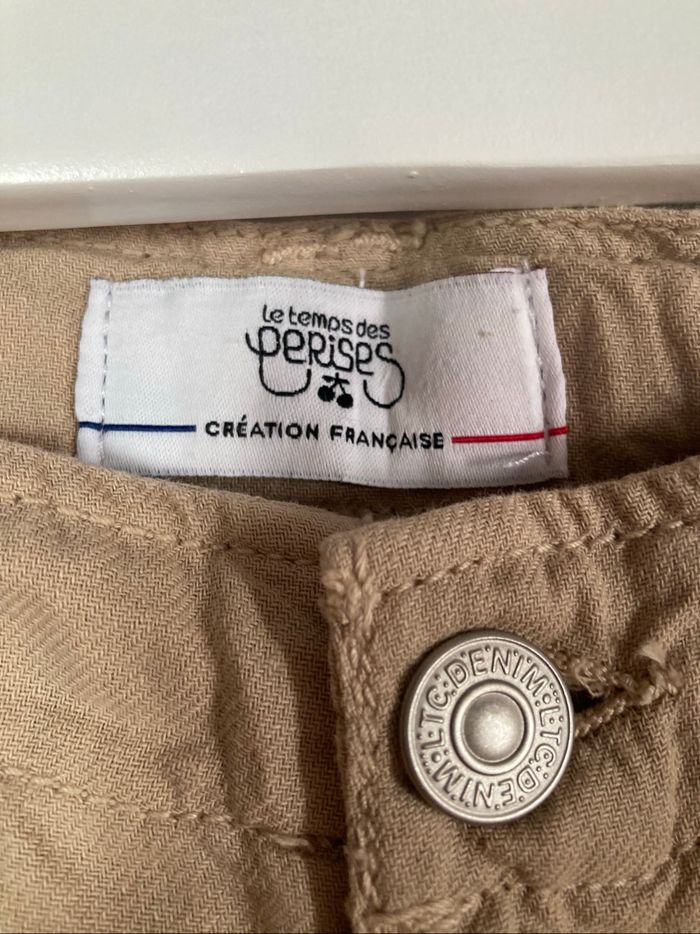 Le temps des
CeRISES
CRÉATION FRANÇAISE
LTC DENIM LTC DENIM